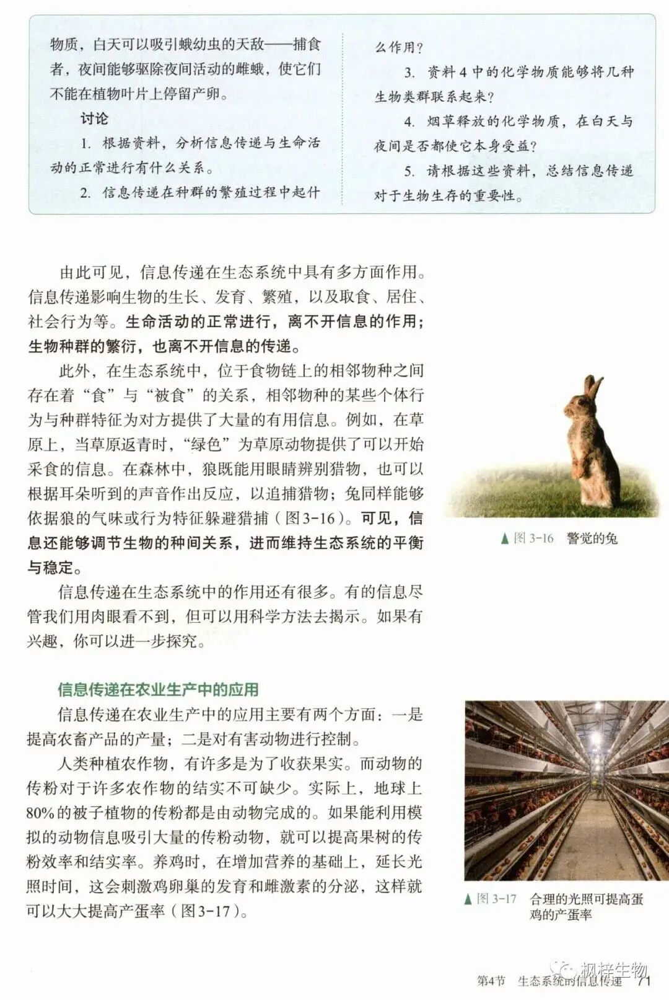 物质，白天可以吸引蛾幼虫的天敌——捕食
者，夜间能够驱除夜间活动的雌蛾，使它们
不能在植物叶片上停留产卵。
讨论
1. 根据资料，分析信息传递与生命活
动的正常进行有什么关系。
2. 信息传递在种群的繁殖过程中起什
么作用？
3. 资料4中的化学物质能够将几种
生物类群联系起来？
4. 烟草释放的化学物质，在白天与
夜间是否都使它本身受益？
5. 请根据这些资料，总结信息传递
对于生物生存的重要性。
由此可见，信息传递在生态系统中具有多方面作用。
信息传递影响生物的生长、发育、繁殖，以及取食、居住、
社会行为等。生命活动的正常进行，离不开信息的作用；
生物种群的繁衍，也离不开信息的传递。
此外，在生态系统中，位于食物链上的相邻物种之间
存在着“食”与“被食”的关系，相邻物种的某些个体行
为与种群特征为对方提供了大量的有用信息。例如，在草
原上，当草原返青时，“绿色”为草原动物提供了可以开始
采食的信息。在森林中，狼既能用眼睛辨别猎物，也可以
根据耳朵听到的声音作出反应，以追捕猎物；兔同样能够
依据狼的气味或行为特征躲避猎捕（图3-16）。可见，信
息还能够调节生物的种间关系，进而维持生态系统的平衡
与稳定。
▲图3-16 警觉的兔
信息传递在生态系统中的作用还有很多。有的信息尽
管我们用肉眼看不到，但可以用科学方法去揭示。如果有
兴趣，你可以进一步探究。
信息传递在农业生产中的应用
信息传递在农业生产中的应用主要有两个方面：一是
提高农畜产品的产量；二是对有害动物进行控制。
人类种植农作物，有许多是为了收获果实。而动物的
传粉对于许多农作物的结实不可缺少。实际上，地球上
80%的被子植物的传粉都是由动物完成的。如果能利用模
拟的动物信息吸引大量的传粉动物，就可以提高果树的传
粉效率和结实率。养鸡时，在增加营养的基础上，延长光
照时间，这会刺激鸡卵巢的发育和雌激素的分泌，这样就
可以大大提高产蛋率（图3-17）。
▲图3-17 合理的光照可提高蛋
鸡的产蛋率
枫梓生物
第4节 生态系统的信息传递 71